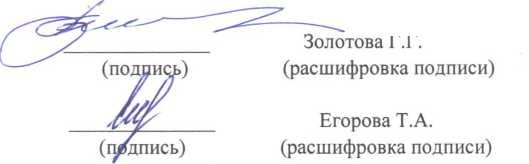 Золотова Г.Г.
(подпись) (расшифровка подписи)
Егорова Т.А.
(подпись) (расшифровка подписи)